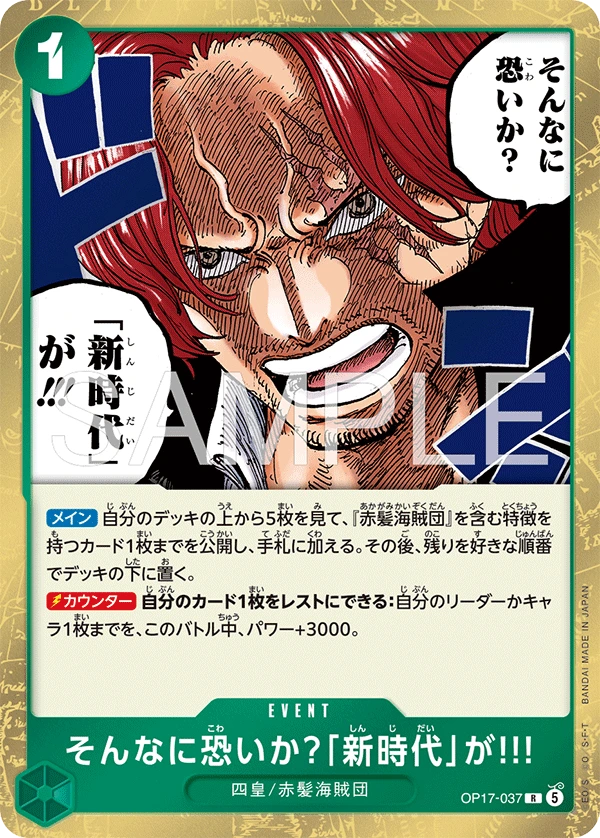 1
そんなに
恐いか？
「新時代」
が!!!
SAMPLE
メイン 自分のデッキの上から5枚を見て、『赤髪海賊団』を含む特徴を
持つカード1枚までを公開し、手札に加える。その後、残りを好きな順番
でデッキの下に置く。
カウンター 自分のカード1枚をレストにできる：自分のリーダーかキャ
ラ1枚までを、このバトル中、パワー+3000。
EVENT
そんなに恐いか？「新時代」が!!!
四皇/赤髪海賊団
OP17-037 R 5
©E.O. S.・F・T BANDAI MADE IN JAPAN